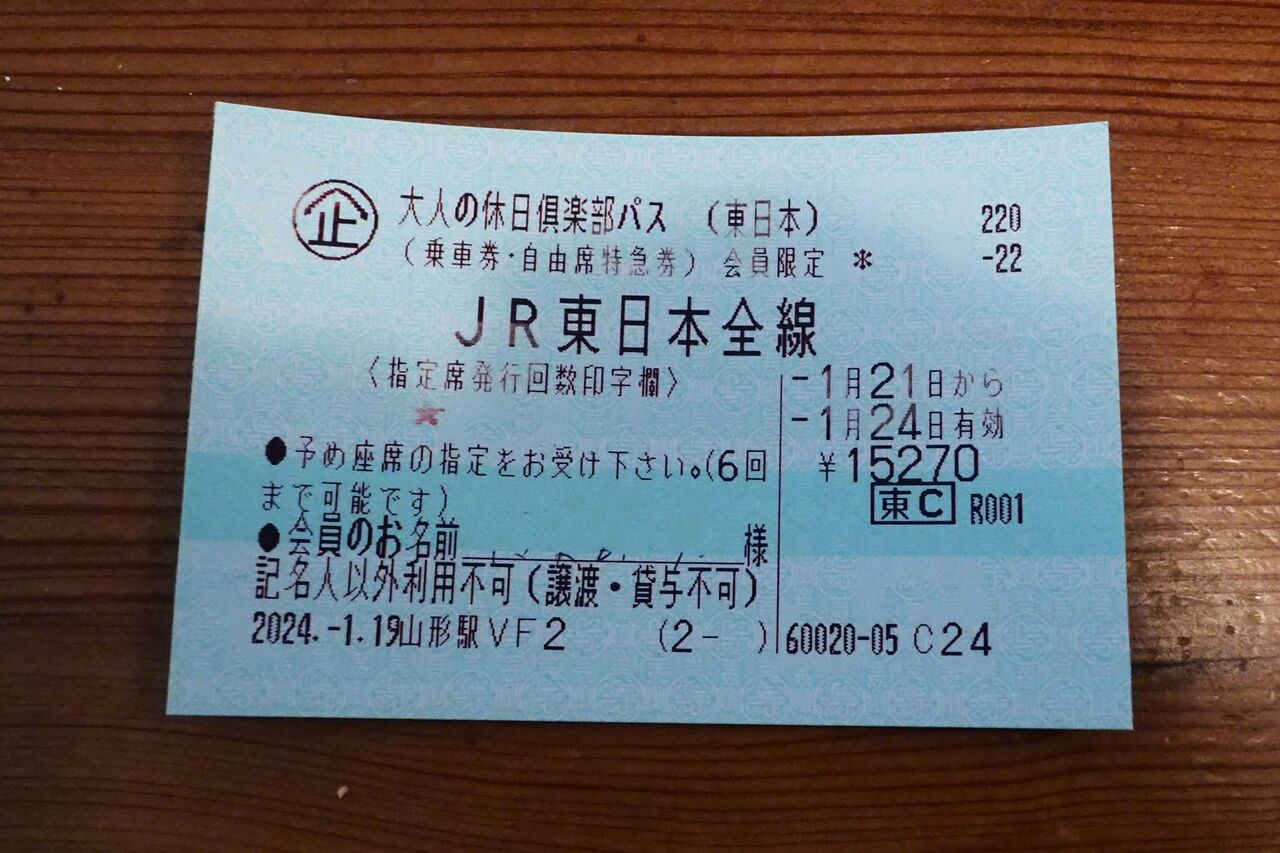 企 大人の休日倶楽部パス （東日本） 220
（乗車券・自由席特急券） 会員限定 * -22
ＪＲ東日本全線
〈指定席発行回数印字欄〉 -1月21日から
★ -1月24日有効
●予め座席の指定をお受け下さい。(6回 ￥15270
まで可能です) 東C R001
●会員のお名前 様
記名人以外利用不可（譲渡・貸与不可）
2024.-1.19山形駅ＶＦ2 (2- ) 60020-05 C24